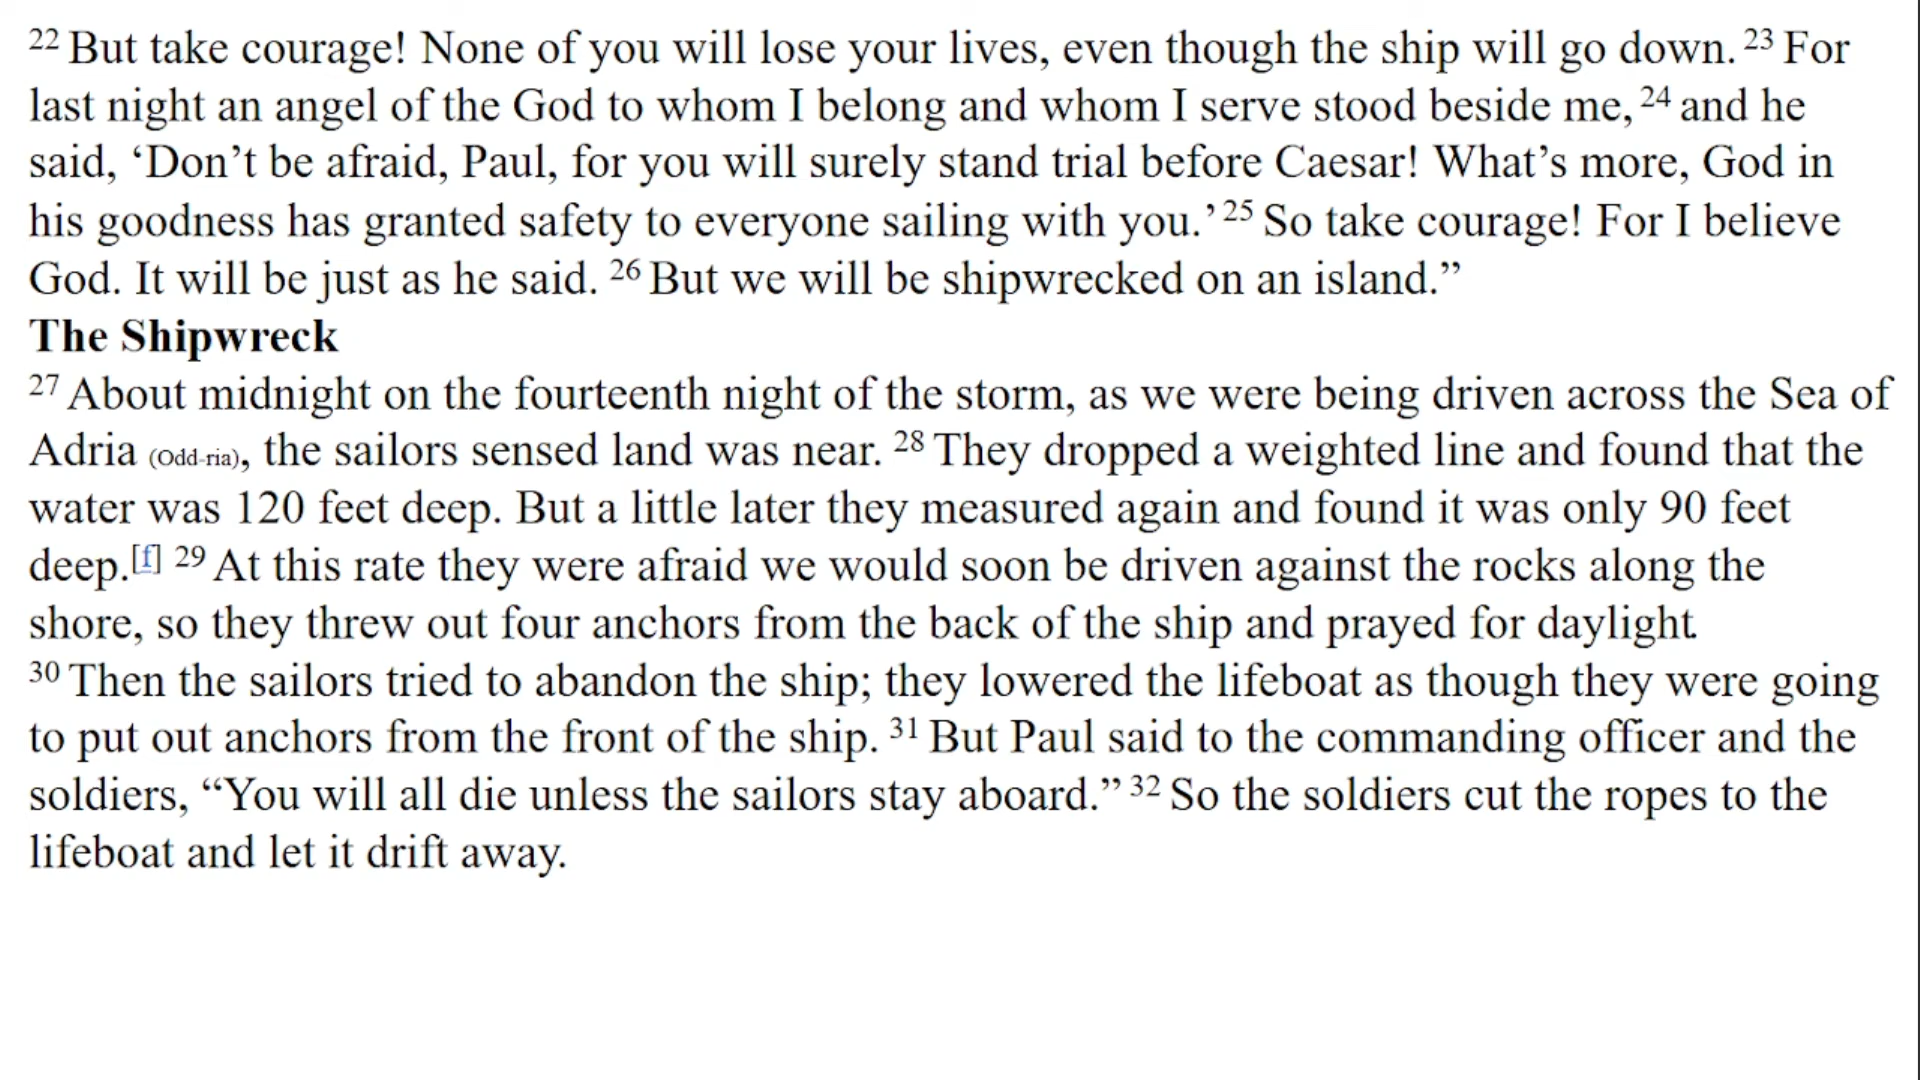 22 But take courage! None of you will lose your lives, even though the ship will go down. 23 For
last night an angel of the God to whom I belong and whom I serve stood beside me, 24 and he
said, ‘Don’t be afraid, Paul, for you will surely stand trial before Caesar! What’s more, God in
his goodness has granted safety to everyone sailing with you.’ 25 So take courage! For I believe
God. It will be just as he said. 26 But we will be shipwrecked on an island.”
The Shipwreck
27 About midnight on the fourteenth night of the storm, as we were being driven across the Sea of
Adria (Odd-ria), the sailors sensed land was near. 28 They dropped a weighted line and found that the
water was 120 feet deep. But a little later they measured again and found it was only 90 feet
deep.[f] 29 At this rate they were afraid we would soon be driven against the rocks along the
shore, so they threw out four anchors from the back of the ship and prayed for daylight.
30 Then the sailors tried to abandon the ship; they lowered the lifeboat as though they were going
to put out anchors from the front of the ship. 31 But Paul said to the commanding officer and the
soldiers, “You will all die unless the sailors stay aboard.” 32 So the soldiers cut the ropes to the
lifeboat and let it drift away.